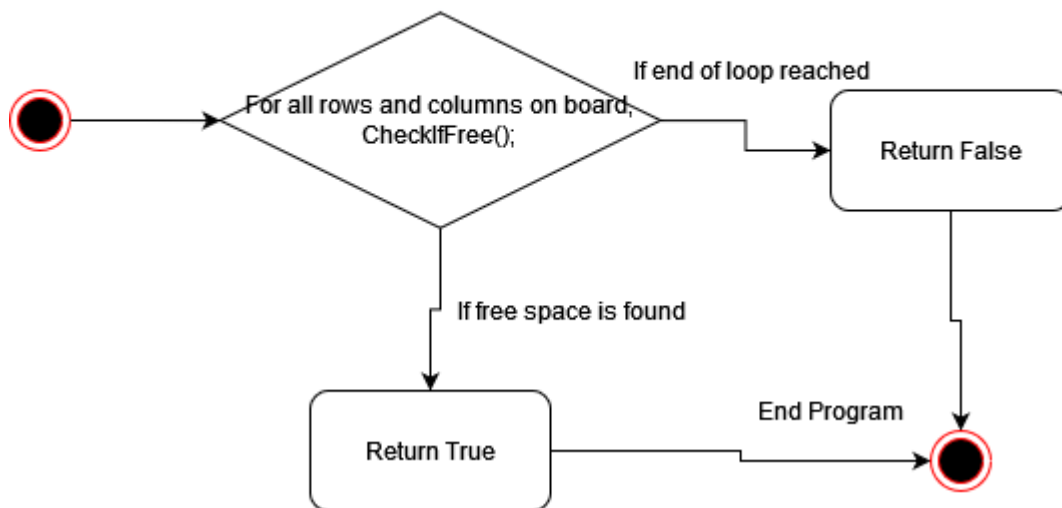 If end of loop reached
For all rows and columns on board,
CheckIfFree();
Return False
If free space is found
End Program
Return True